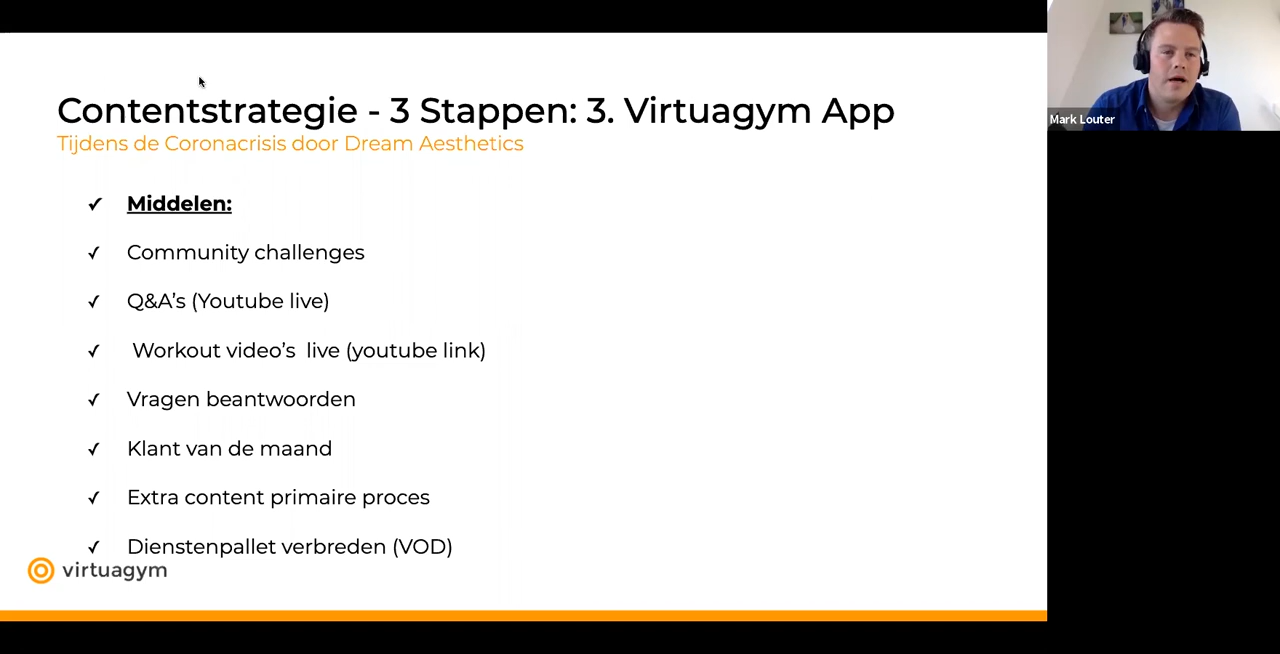 Contentstrategie - 3 Stappen: 3. Virtuagym App
Tijdens de Coronacrisis door Dream Aesthetics
✓ Middelen:
✓ Community challenges
✓ Q&A’s (Youtube live)
✓ Workout video’s live (youtube link)
✓ Vragen beantwoorden
✓ Klant van de maand
✓ Extra content primaire proces
✓ Dienstenpallet verbreden (VOD)
virtuagym
Mark Louter